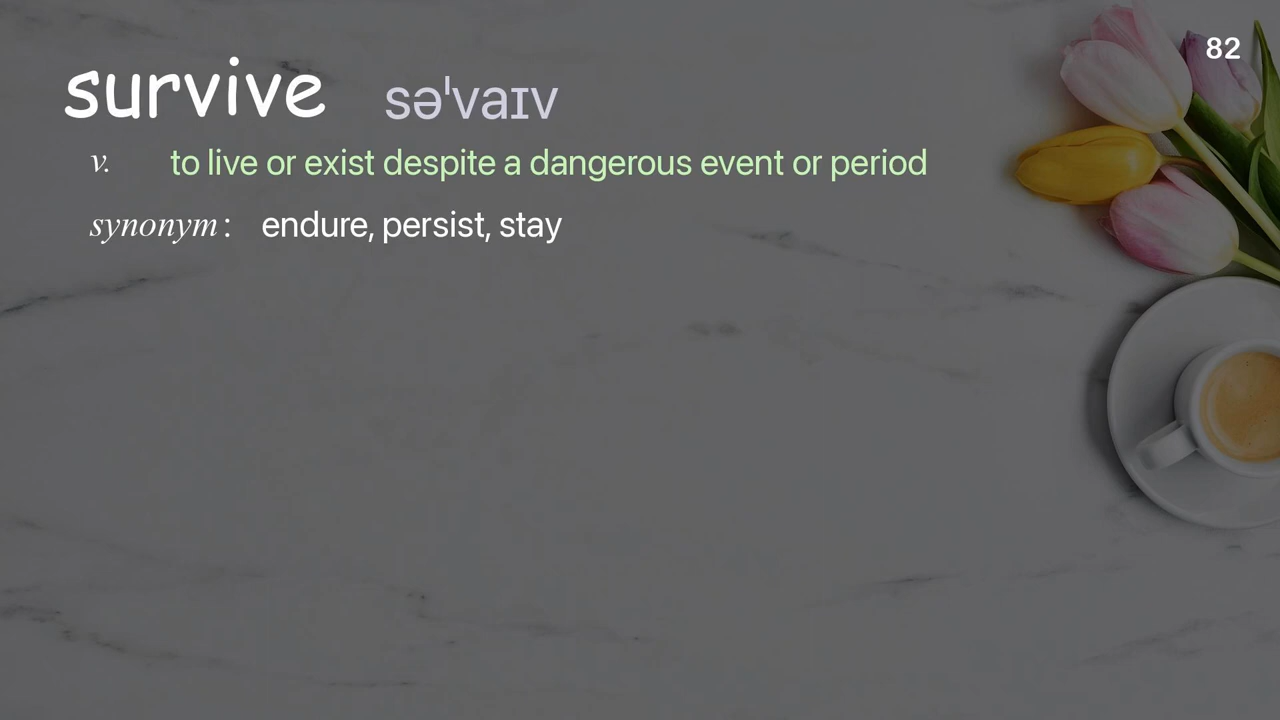 82
survive səˈvaɪv
v. to live or exist despite a dangerous event or period
synonym: endure, persist, stay